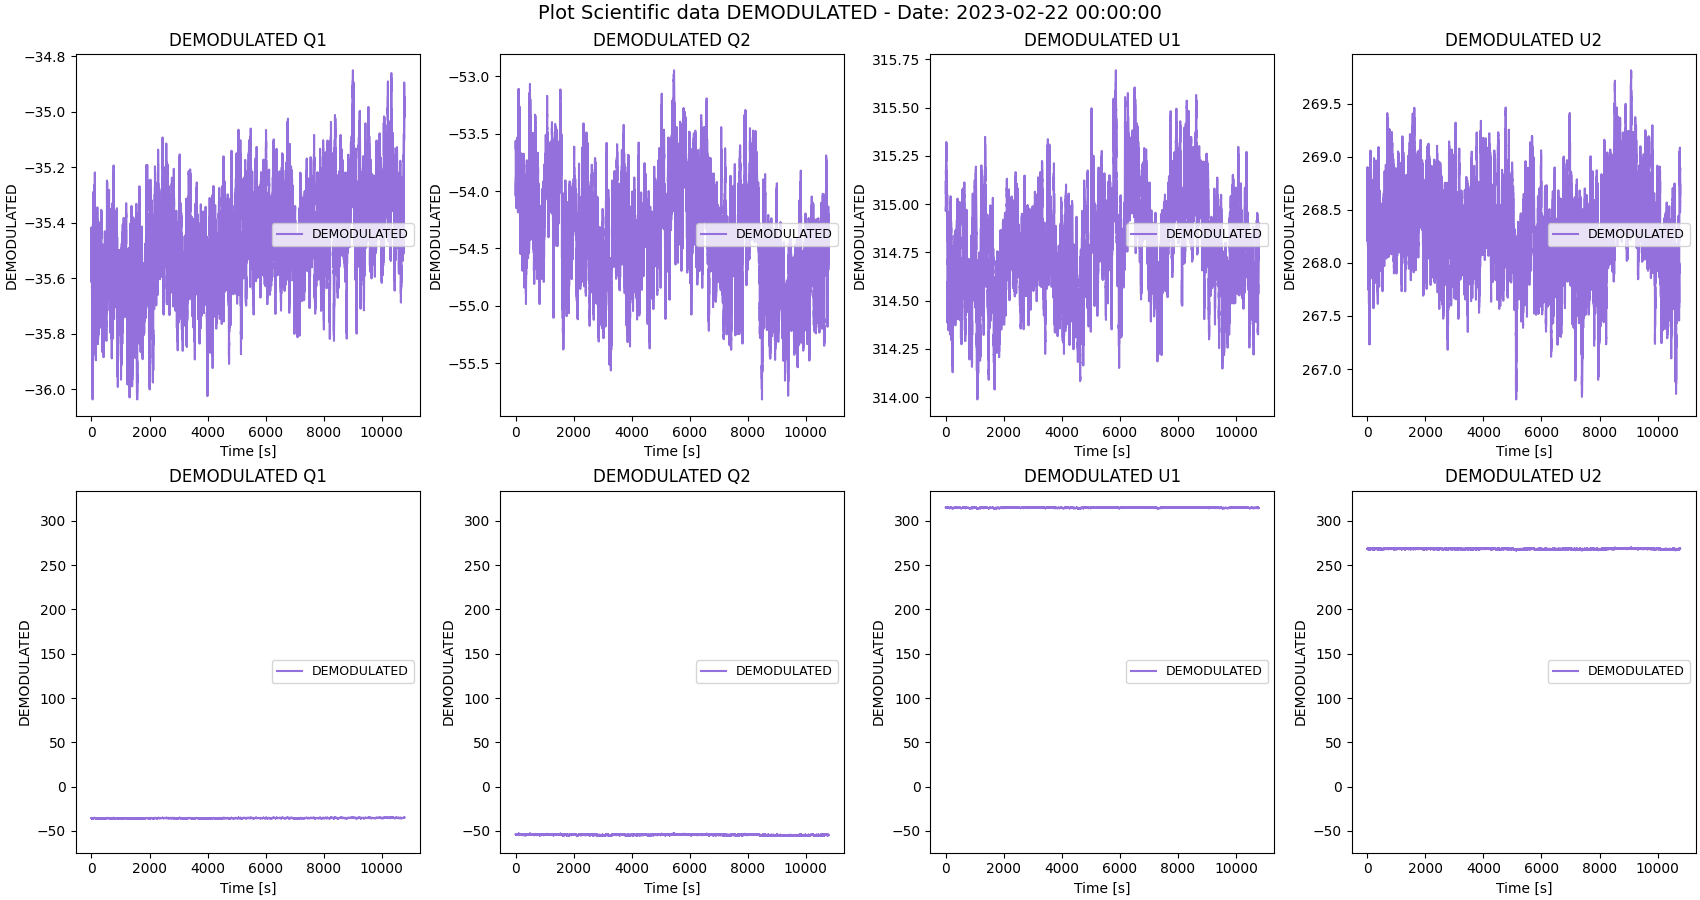 Plot Scientific data DEMODULATED - Date: 2023-02-22 00:00:00
DEMODULATED Q1
−34.8
−35.0
−35.2
−35.4
−35.6
−35.8
−36.0
DEMODULATED
DEMODULATED
0 2000 4000 6000 8000 10000
Time [s]
DEMODULATED Q2
−53.0
−53.5
−54.0
−54.5
−55.0
−55.5
DEMODULATED
DEMODULATED
0 2000 4000 6000 8000 10000
Time [s]
DEMODULATED U1
315.75
315.50
315.25
315.00
314.75
314.50
314.25
314.00
DEMODULATED
DEMODULATED
0 2000 4000 6000 8000 10000
Time [s]
DEMODULATED U2
269.5
269.0
268.5
268.0
267.5
267.0
DEMODULATED
DEMODULATED
0 2000 4000 6000 8000 10000
Time [s]
DEMODULATED Q1
300
250
200
150
100
50
0
−50
DEMODULATED
DEMODULATED
0 2000 4000 6000 8000 10000
Time [s]
DEMODULATED Q2
300
250
200
150
100
50
0
−50
DEMODULATED
DEMODULATED
0 2000 4000 6000 8000 10000
Time [s]
DEMODULATED U1
300
250
200
150
100
50
0
−50
DEMODULATED
DEMODULATED
0 2000 4000 6000 8000 10000
Time [s]
DEMODULATED U2
300
250
200
150
100
50
0
−50
DEMODULATED
DEMODULATED
0 2000 4000 6000 8000 10000
Time [s]